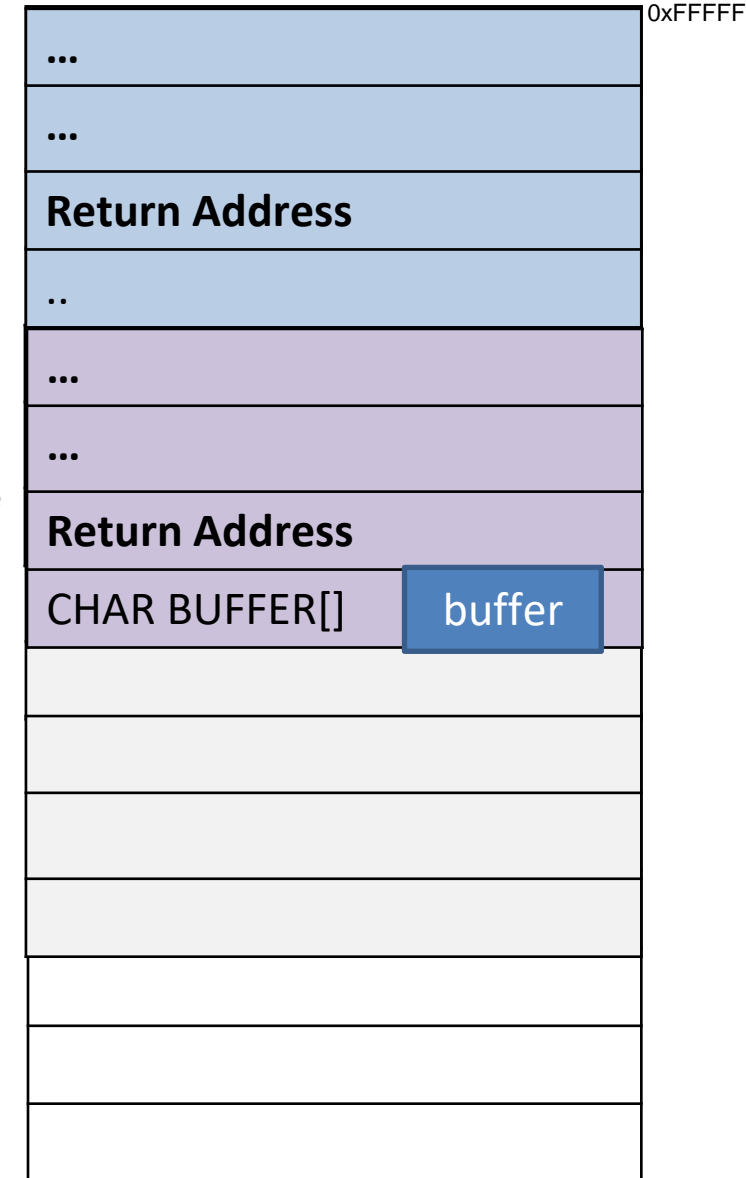 0xFFFFF
...
...
Return Address
..
...
...
Return Address
CHAR BUFFER[] buffer